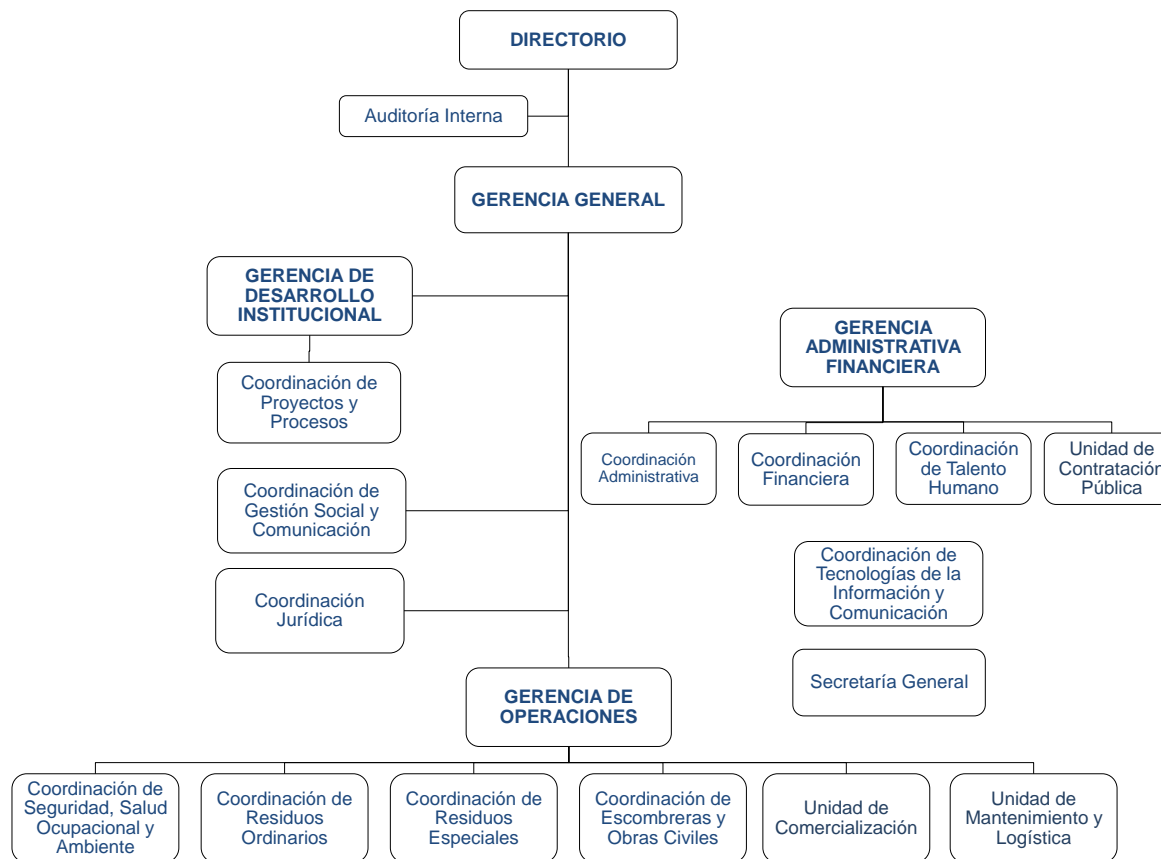 DIRECTORIO
Auditoría Interna
GERENCIA GENERAL
GERENCIA DE
DESARROLLO
INSTITUCIONAL
GERENCIA
ADMINISTRATIVA
FINANCIERA
Coordinación de
Proyectos y
Procesos
Coordinación
Administrativa
Coordinación
Financiera
Coordinación
de Talento
Humano
Unidad de
Contratación
Pública
Coordinación de
Gestión Social y
Comunicación
Coordinación de
Tecnologías de la
Información y
Comunicación
Coordinación
Jurídica
Secretaría General
GERENCIA DE
OPERACIONES
Coordinación de
Seguridad, Salud
Ocupacional y
Ambiente
Coordinación de
Residuos
Ordinarios
Coordinación de
Residuos
Especiales
Coordinación de
Escombreras y
Obras Civiles
Unidad de
Comercialización
Unidad de
Mantenimiento y
Logística